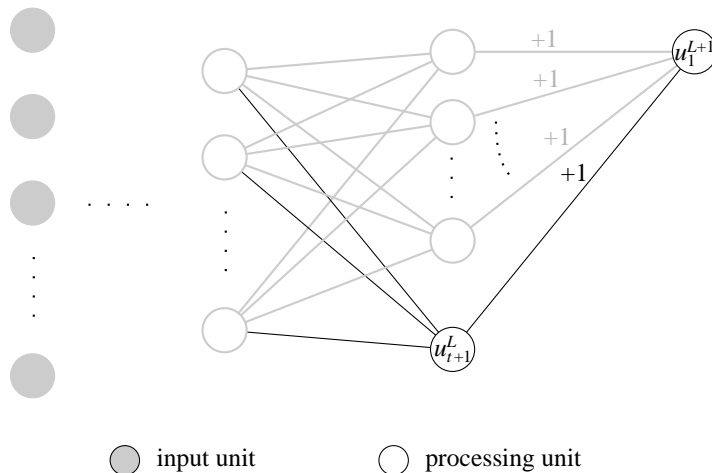 +1
u_1^{L+1}
+1
+1
+1
u_{t+1}^L
input unit
processing unit